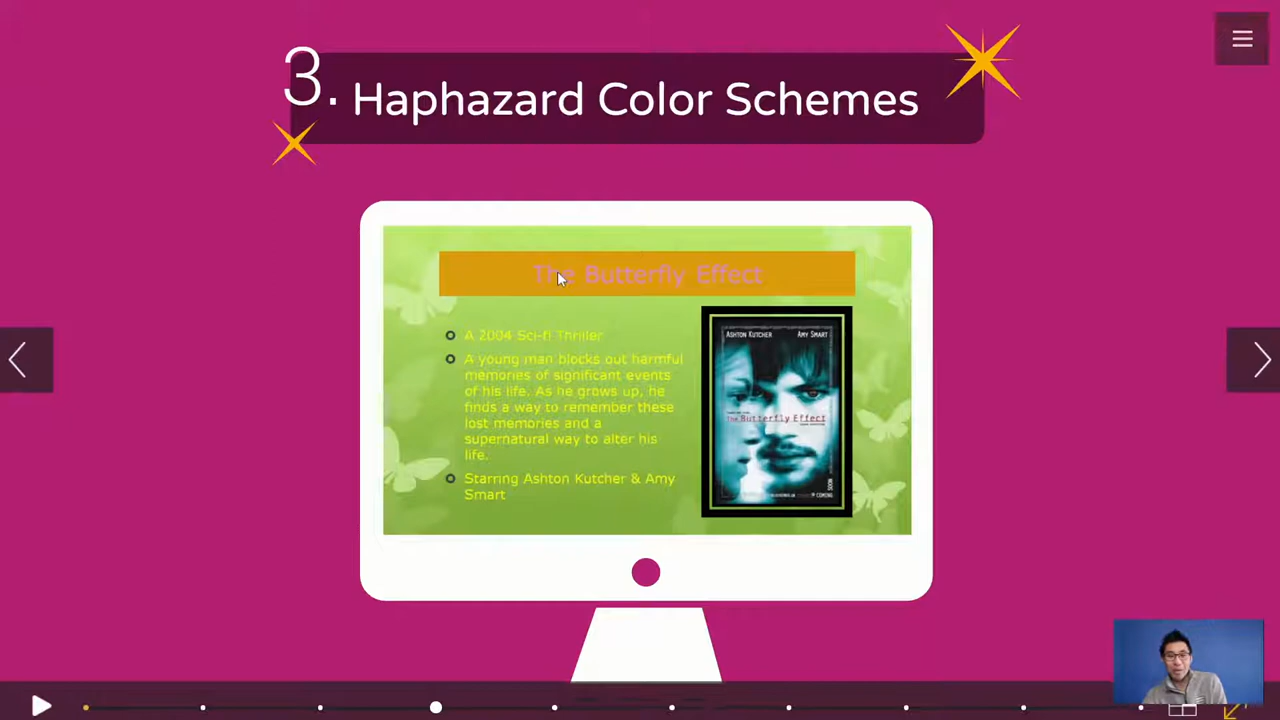 3.
Haphazard Color Schemes
The Butterfly Effect
A 2004 Sci-fi Thriller
A young man blocks out harmful
memories of significant events
of his life. As he grows up, he
finds a way to remember these
lost memories and a
supernatural way to alter his
life.
Starring Ashton Kutcher & Amy
Smart
ASHTON KUTCHER AMY SMART
The Butterfly Effect
COMING
SOON